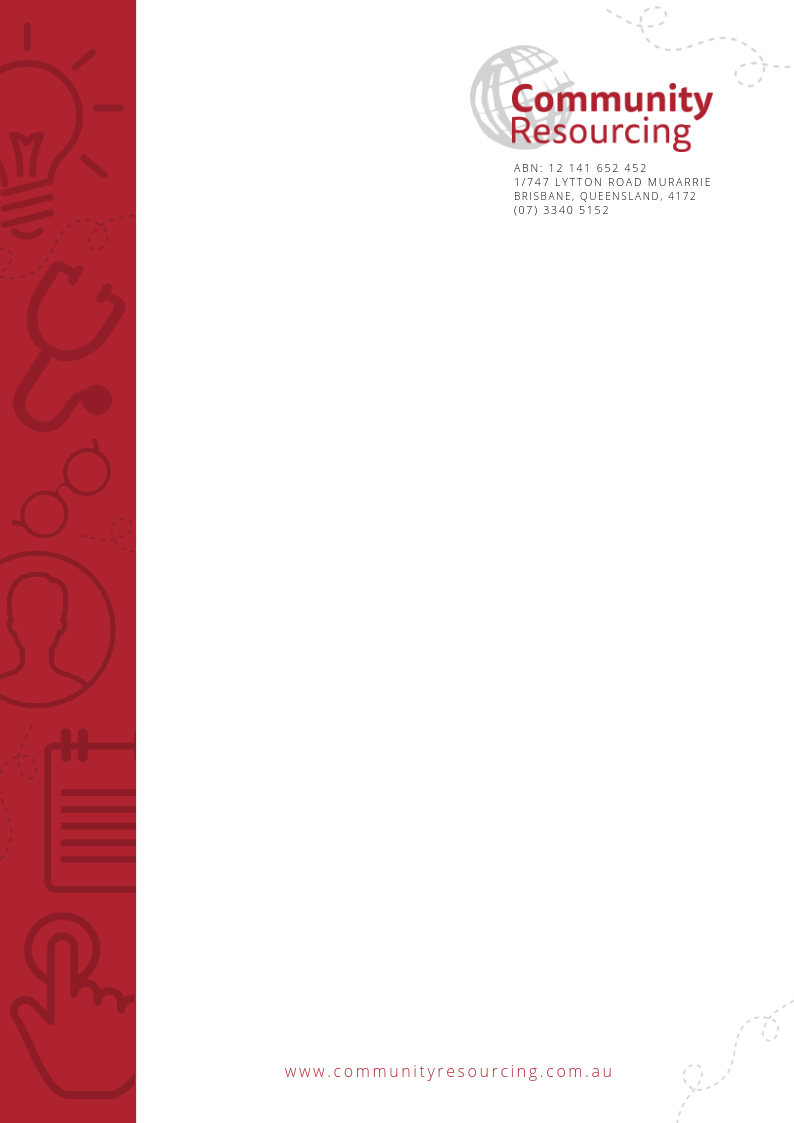 Community
Resourcing
ABN: 12 141 652 452
1/747 LYTTON ROAD MURARRIE
BRISBANE, QUEENSLAND, 4172
(07) 3340 5152
www.communityresourcing.com.au